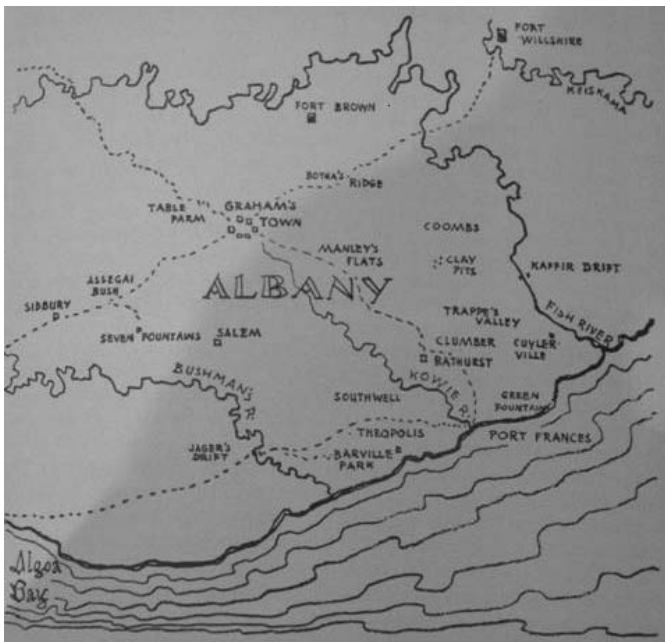 FORT
WILLSHIRE
KEISKAMA
FORT BROWN
BOTHA'S
RIDGE
TABLE
FARM
GRAHAM'S
TOWN
COOMBS
MANLEY'S
FLATS
CLAY
PITS
KAFFIR DRIFT
ASSEGAI
BUSH
ALBANY
SIDBURY
TRAPPE'S
VALLEY
FISH RIVER
SEVEN FOUNTAINS
SALEM
CLUMBER
CUYLER
VILLE
BATHURST
BUSHMAN'S
R.
KOWIE R.
SOUTHWELL
GREEN
FOUNTAIN
THEOPOLIS
PORT FRANCES
JAGER'S
DRIFT
BARVILLE
PARK
Algoa
Bay